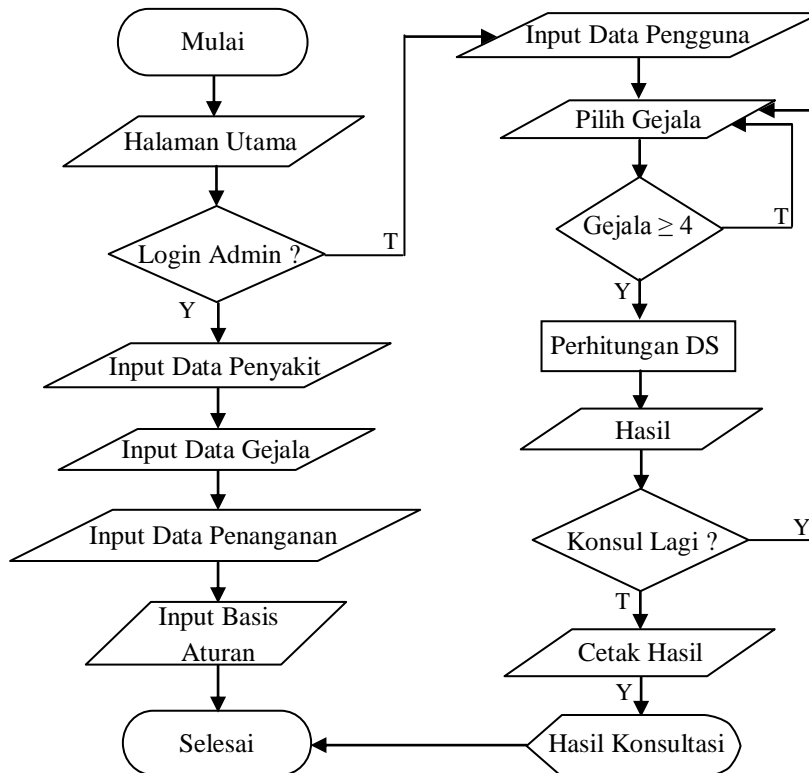 Mulai
Halaman Utama
Login Admin ?
T
Y
Input Data Penyakit
Input Data Gejala
Input Data Penanganan
Input Basis
Aturan
Selesai
Input Data Pengguna
Pilih Gejala
Gejala ≥ 4
T
Y
Perhitungan DS
Hasil
Konsul Lagi ?
Y
T
Cetak Hasil
Y
Hasil Konsultasi